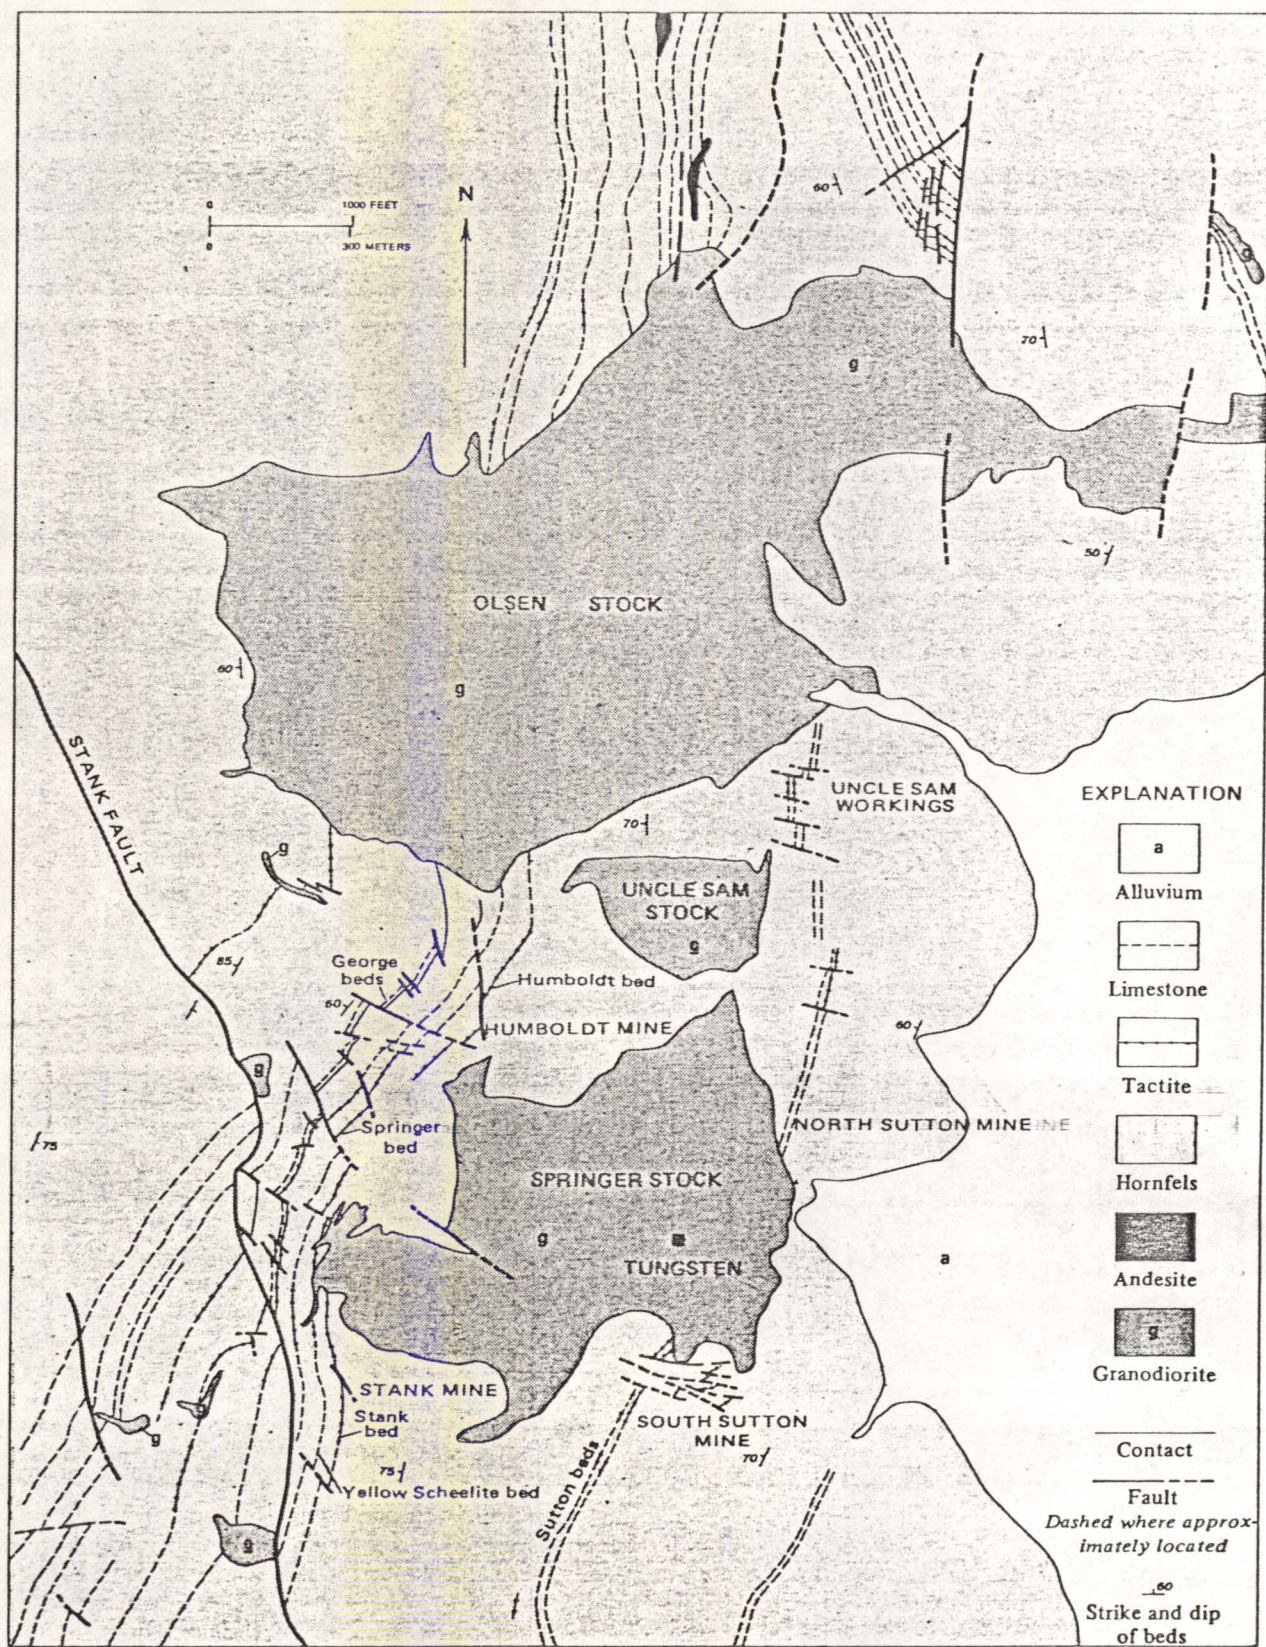 N
0 1000 FEET
0 300 METERS
60
g
70
g
50
OLSEN STOCK
60
g
STANK FAULT
UNCLE SAM
WORKINGS
70
g
UNCLE SAM
STOCK
g
85
George
beds
60
Humboldt bed
HUMBOLDT MINE
60
g
75
Springer
bed
NORTH SUTTON MINE
SPRINGER STOCK
g
TUNGSTEN
a
STANK MINE
Stank
bed
g
g
SOUTH SUTTON
MINE
70
75
Yellow Scheelite bed
Sutton beds
g
EXPLANATION
a
Alluvium
Limestone
Tactite
Hornfels
Andesite
g
Granodiorite
Contact
Fault
Dashed where approx-
imately located
60
Strike and dip
of beds